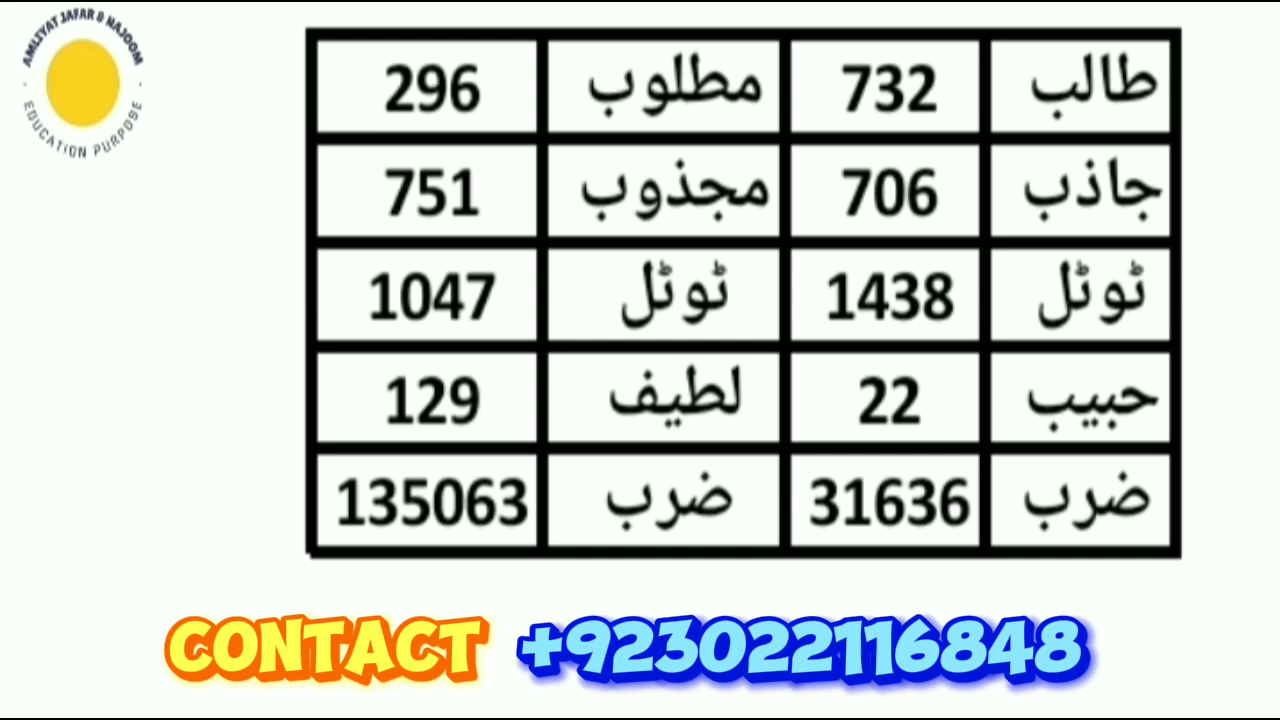 AMLIYAT JAFAR & NAJOOM
EDUCATION PURPOSE
طالب 732 مطلوب 296
جاذب 706 مجذوب 751
ٹوٹل 1438 ٹوٹل 1047
حبیب 22 لطیف 129
ضرب 31636 ضرب 135063
CONTACT +923022116848